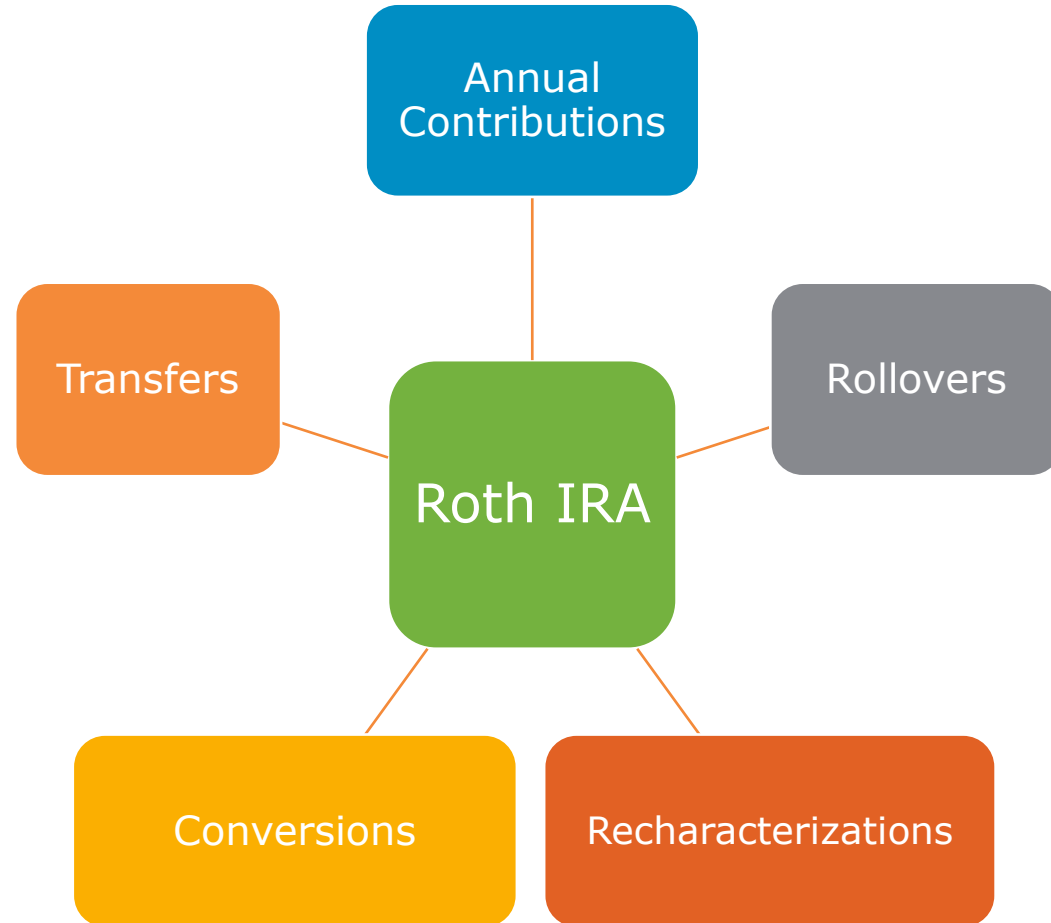 Annual
Contributions
Transfers
Rollovers
Roth IRA
Conversions
Recharacterizations